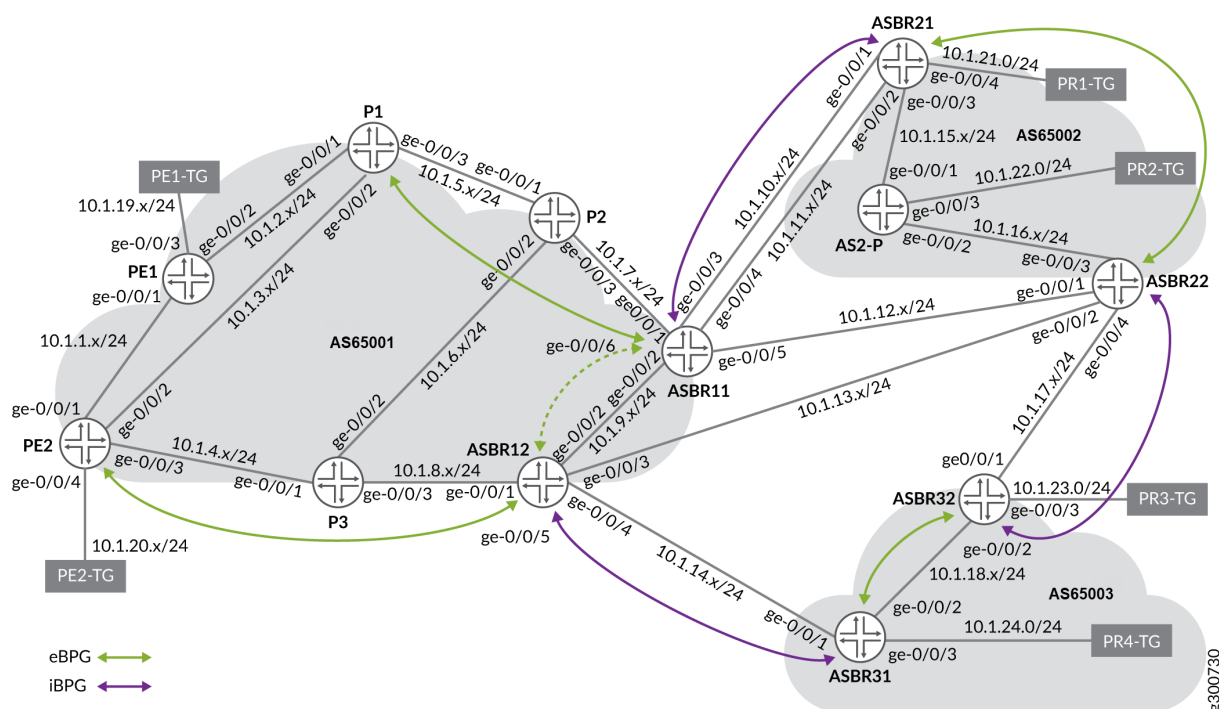 ASBR21
10.1.21.0/24
ge-0/0/4
PR1-TG
ge-0/0/1
ge-0/0/2
ge-0/0/3
10.1.15.x/24
AS65002
ge-0/0/1
10.1.22.0/24
PR2-TG
ge-0/0/3
AS2-P
ge-0/0/2
10.1.16.x/24
ge-0/0/3
ASBR22
ge-0/0/1
ge-0/0/2
ge-0/0/4
10.1.10.x/24
10.1.11.x/24
ge-0/0/3
ge-0/0/4
10.1.12.x/24
ge-0/0/5
10.1.13.x/24
10.1.17.x/24
P1
ge-0/0/1
ge-0/0/3
ge-0/0/1
10.1.5.x/24
ge-0/0/2
P2
ge-0/0/2
ge-0/0/3
10.1.7.x/24
ge0/0/1
PE1-TG
10.1.19.x/24
ge-0/0/3
ge-0/0/2
10.1.2.x/24
PE1
ge-0/0/1
10.1.3.x/24
10.1.1.x/24
AS65001
10.1.6.x/24
ge-0/0/6
ge-0/0/2
ASBR11
ge-0/0/2
10.1.9.x/24
ge-0/0/1
ge-0/0/2
PE2
ge-0/0/3
ge-0/0/4
10.1.4.x/24
ge-0/0/1
ge-0/0/2
P3
ge-0/0/3
10.1.8.x/24
ge-0/0/1
ASBR12
ge-0/0/3
ge-0/0/4
ge-0/0/5
10.1.20.x/24
PE2-TG
10.1.14.x/24
ge0/0/1
ASBR32
10.1.23.0/24
ge-0/0/3
PR3-TG
ge-0/0/2
10.1.18.x/24
AS65003
ge-0/0/2
ge-0/0/1
10.1.24.0/24
PR4-TG
ge-0/0/3
ASBR31
eBPG
iBPG
g300730